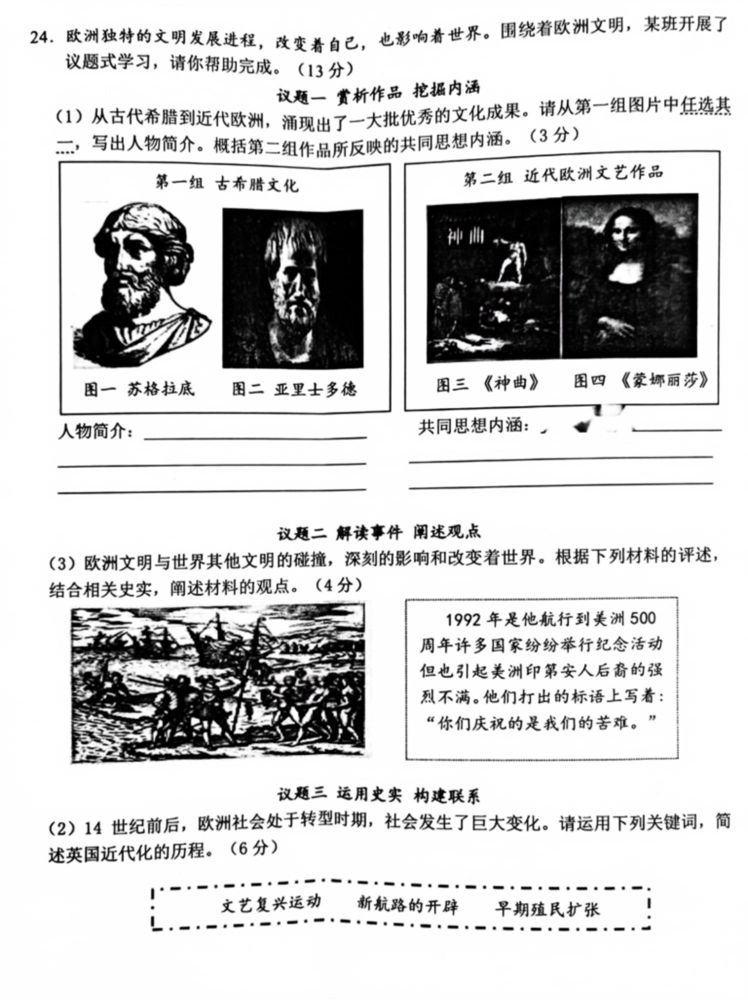 24. 欧洲独特的文明发展进程，改变着自己，也影响着世界。围绕着欧洲文明，某班开展了
议题式学习，请你帮助完成。（13 分）
议题一 赏析作品 挖掘内涵
（1）从古代希腊到近代欧洲，涌现出了一大批优秀的文化成果。请从第一组图片中任选其
一，写出人物简介。概括第二组作品所反映的共同思想内涵。（3 分）
第一组 古希腊文化
第二组 近代欧洲文艺作品
神曲
图一 苏格拉底
图二 亚里士多德
图三 《神曲》
图四 《蒙娜丽莎》
人物简介：
共同思想内涵：
议题二 解读事件 阐述观点
（3）欧洲文明与世界其他文明的碰撞，深刻的影响和改变着世界。根据下列材料的评述，
结合相关史实，阐述材料的观点。（4 分）
1992 年是他航行到美洲 500
周年许多国家纷纷举行纪念活动
但也引起美洲印第安人后裔的强
烈不满。他们打出的标语上写着：
“你们庆祝的是我们的苦难。”
议题三 运用史实 构建联系
（2）14 世纪前后，欧洲社会处于转型时期，社会发生了巨大变化。请运用下列关键词，简
述英国近代化的历程。（6 分）
文艺复兴运动 新航路的开辟 早期殖民扩张